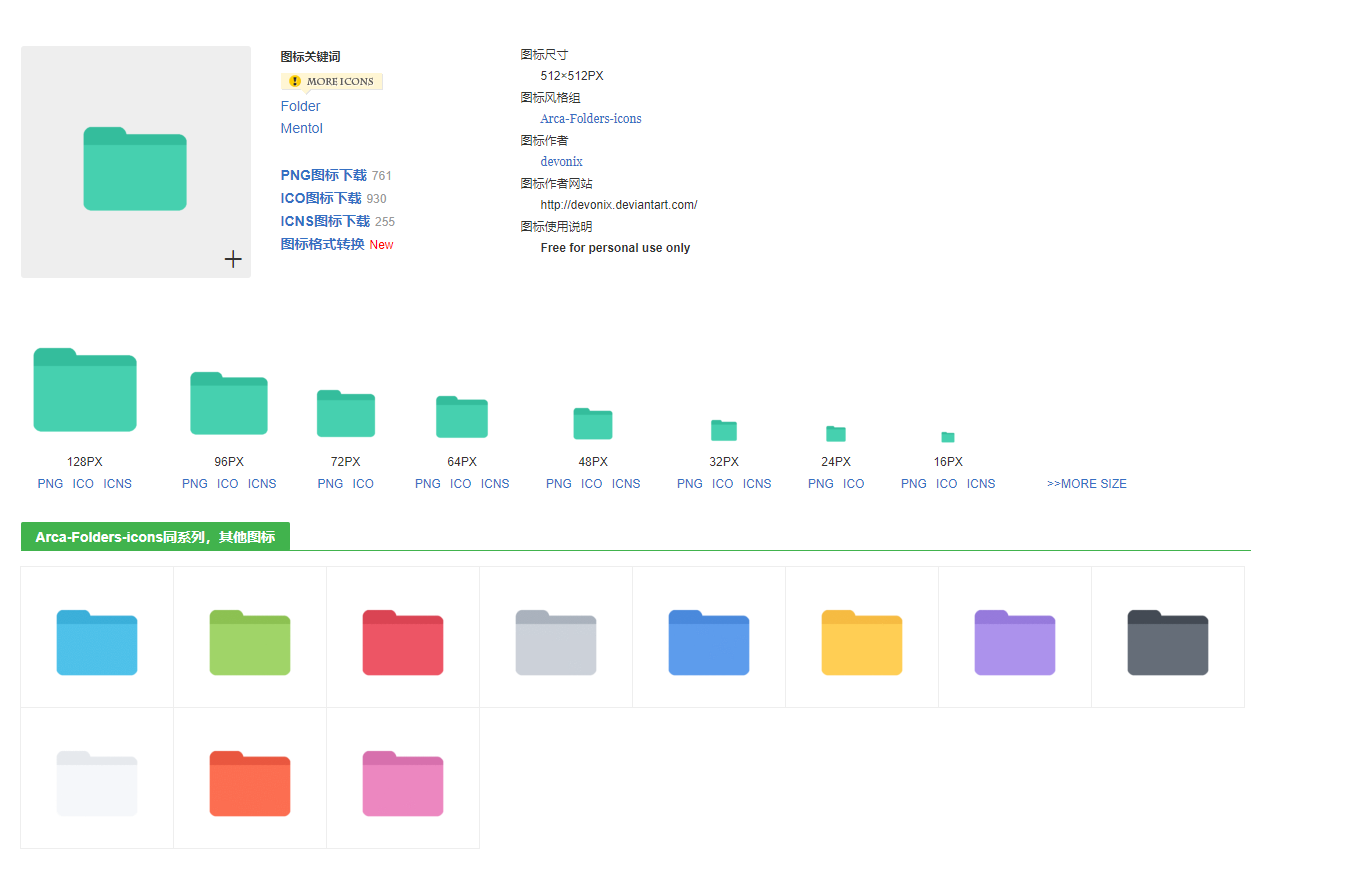 图标关键词
MORE ICONS
Folder
Mentol
PNG图标下载 761
ICO图标下载 930
ICNS图标下载 255
图标格式转换 New
图标尺寸
512×512PX
图标风格组
Arca-Folders-icons
图标作者
devonix
图标作者网站
http://devonix.deviantart.com/
图标使用说明
Free for personal use only
128PX
PNG ICO ICNS
96PX
PNG ICO ICNS
72PX
PNG ICO
64PX
PNG ICO ICNS
48PX
PNG ICO ICNS
32PX
PNG ICO ICNS
24PX
PNG ICO
16PX
PNG ICO ICNS
>>MORE SIZE
Arca-Folders-icons同系列，其他图标